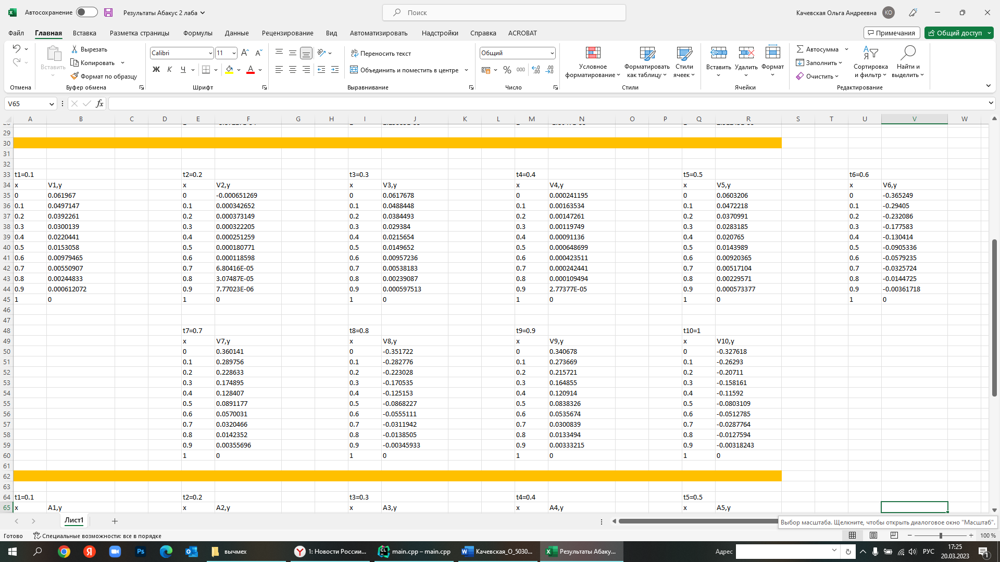 Автосохранение
Результаты Абакус 2 лаба
Поиск
Качевская Ольга Андреевна
КО
Файл Главная Вставка Разметка страницы Формулы Данные Рецензирование Вид Автоматизировать Надстройки Справка ACROBAT
Примечания
Общий доступ
Вставить
Вырезать
Копировать
Формат по образцу
Calibri 11
Ж К Ч
Переносить текст
Объединить и поместить в центре
Общий
Условное форматирование
Форматировать как таблицу
Стили ячеек
Вставить Удалить Формат
Автосумма
Заполнить
Очистить
Сортировка и фильтр
Найти и выделить
Отмена Буфер обмена Шрифт Выравнивание Число Стили Ячейки Редактирование
V65
fx
A B C D E F G H I J K L M N O P Q R S T U V W
29
30
31
32
33 t1=0.1 t2=0.2 t3=0.3 t4=0.4 t5=0.5 t6=0.6
34 x V1,y x V2,y x V3,y x V4,y x V5,y x V6,y
35 0 0.061967 0 -0.000651269 0 0.0617678 0 0.000241195 0 0.0603206 0 -0.365249
36 0.1 0.0497147 0.1 0.000342652 0.1 0.0488448 0.1 0.00163534 0.1 0.0472218 0.1 -0.29405
37 0.2 0.0392261 0.2 0.000373149 0.2 0.0384493 0.2 0.00147261 0.2 0.0370991 0.2 -0.232086
38 0.3 0.0300139 0.3 0.000322205 0.3 0.029384 0.3 0.00119749 0.3 0.0283185 0.3 -0.177583
39 0.4 0.0220441 0.4 0.000251259 0.4 0.0215654 0.4 0.00091136 0.4 0.020765 0.4 -0.130414
40 0.5 0.0153058 0.5 0.000180771 0.5 0.0149652 0.5 0.000648699 0.5 0.0143989 0.5 -0.0905336
41 0.6 0.00979465 0.6 0.000118598 0.6 0.00957236 0.6 0.000423511 0.6 0.00920365 0.6 -0.0579235
42 0.7 0.00550907 0.7 6.80416E-05 0.7 0.00538183 0.7 0.000242441 0.7 0.00517104 0.7 -0.0325724
43 0.8 0.00244833 0.8 3.07487E-05 0.8 0.00239087 0.8 0.000109494 0.8 0.00229571 0.8 -0.0144725
44 0.9 0.000612072 0.9 7.77023E-06 0.9 0.000597513 0.9 2.77377E-05 0.9 0.000573377 0.9 -0.00361718
45 1 0 1 0 1 0 1 0 1 0 1 0
46
47
48 t7=0.7 t8=0.8 t9=0.9 t10=1
49 x V7,y x V8,y x V9,y x V10,y
50 0 0.360141 0 -0.351722 0 0.340678 0 -0.327618
51 0.1 0.289756 0.1 -0.282776 0.1 0.273669 0.1 -0.26293
52 0.2 0.228633 0.2 -0.223028 0.2 0.215721 0.2 -0.20711
53 0.3 0.174895 0.3 -0.170535 0.3 0.164855 0.3 -0.158161
54 0.4 0.128407 0.4 -0.125153 0.4 0.120914 0.4 -0.11592
55 0.5 0.0891177 0.5 -0.0868227 0.5 0.0838326 0.5 -0.0803109
56 0.6 0.0570031 0.6 -0.0555111 0.6 0.0535674 0.6 -0.0512785
57 0.7 0.0320466 0.7 -0.0311942 0.7 0.0300839 0.7 -0.0287764
58 0.8 0.0142352 0.8 -0.0138505 0.8 0.0133494 0.8 -0.0127594
59 0.9 0.00355696 0.9 -0.00345933 0.9 0.00333215 0.9 -0.00318243
60 1 0 1 0 1 0 1 0
61
62
63
64 t1=0.1 t2=0.2 t3=0.3 t4=0.4 t5=0.5
65 x A1,y x A2,y x A3,y x A4,y x A5,y
Лист1
Выбор масштаба. Щелкните, чтобы открыть диалоговое окно "Масштаб".
Готово Специальные возможности: все в порядке
100 %
вычмех
1: Новости России...
main.cpp – main.cpp
Качевская_О_5030...
Результаты Абаку...
Адрес
РУС
17:25
20.03.2023
1